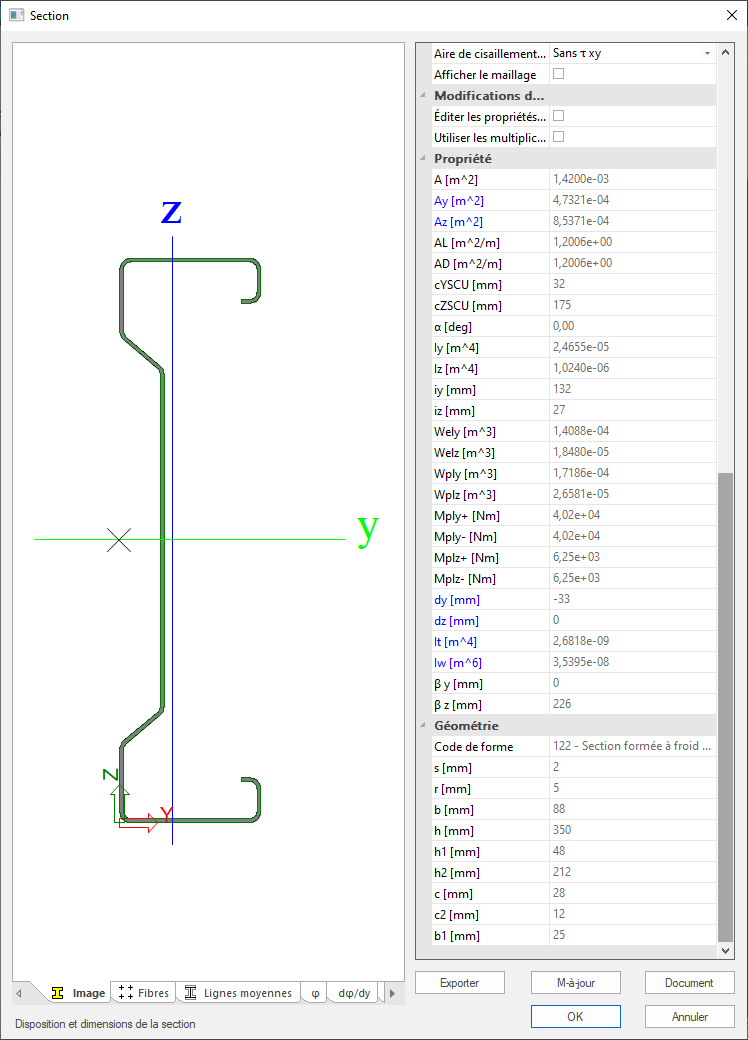 Section
Aire de cisaillement... Sans τ xy
Afficher le maillage
Modifications d...
Éditer les propriétés...
Utiliser les multiplic...
Propriété
A [m^2] 1,4200e-03
Ay [m^2] 4,7321e-04
Az [m^2] 8,5371e-04
AL [m^2/m] 1,2006e+00
AD [m^2/m] 1,2006e+00
cYSCU [mm] 32
cZSCU [mm] 175
α [deg] 0,00
Iy [m^4] 2,4655e-05
Iz [m^4] 1,0240e-06
iy [mm] 132
iz [mm] 27
Wely [m^3] 1,4088e-04
Welz [m^3] 1,8480e-05
Wply [m^3] 1,7186e-04
Wplz [m^3] 2,6581e-05
Mply+ [Nm] 4,02e+04
Mply- [Nm] 4,02e+04
Mplz+ [Nm] 6,25e+03
Mplz- [Nm] 6,25e+03
dy [mm] -33
dz [mm] 0
It [m^4] 2,6818e-09
Iw [m^6] 3,5395e-08
β y [mm] 0
β z [mm] 226
Géométrie
Code de forme 122 - Section formée à froid ...
s [mm] 2
r [mm] 5
b [mm] 88
h [mm] 350
h1 [mm] 48
h2 [mm] 212
c [mm] 28
c2 [mm] 12
b1 [mm] 25
z
y
Z
Y
Image Fibres Lignes moyennes φ dφ/dy
Exporter M-à-jour Document
OK Annuler
Disposition et dimensions de la section